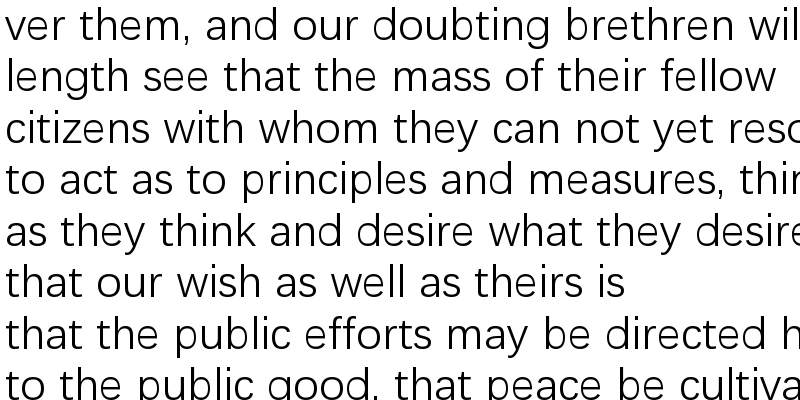 ver them, and our doubting brethren wil
length see that the mass of their fellow
citizens with whom they can not yet reso
to act as to principles and measures, thin
as they think and desire what they desire
that our wish as well as theirs is
that the public efforts may be directed h
to the public good, that peace be cultiva